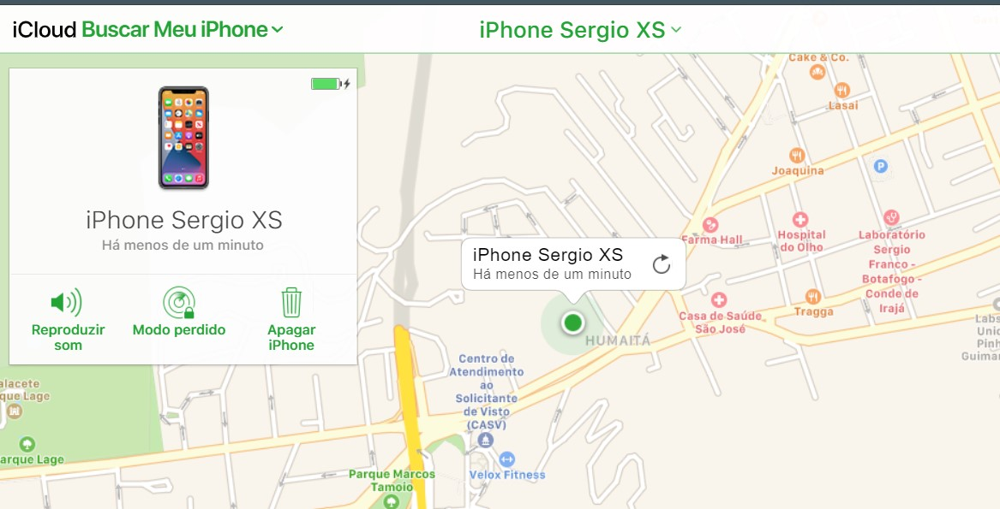 iCloud Buscar Meu iPhone
iPhone Sergio XS
iPhone Sergio XS
Há menos de um minuto
Reproduzir
som
Modo perdido
Apagar
iPhone
Cake & Co.
Lasai
Joaquina
P
Farma Hall
Hospital
do Olho
Laboratório
Sergio
Franco -
Botafogo -
Conde de
Irajá
iPhone Sergio XS
Há menos de um minuto
Casa de Saúde
São José
Tragga
HUMAITÁ
Labs
Unid
Pinh
Guimar
Centro de
Atendimento
ao
Solicitante
de Visto
(CASV)
Velox Fitness
Parque Marcos
Tamoio
alacete
que Lage
arque Lage